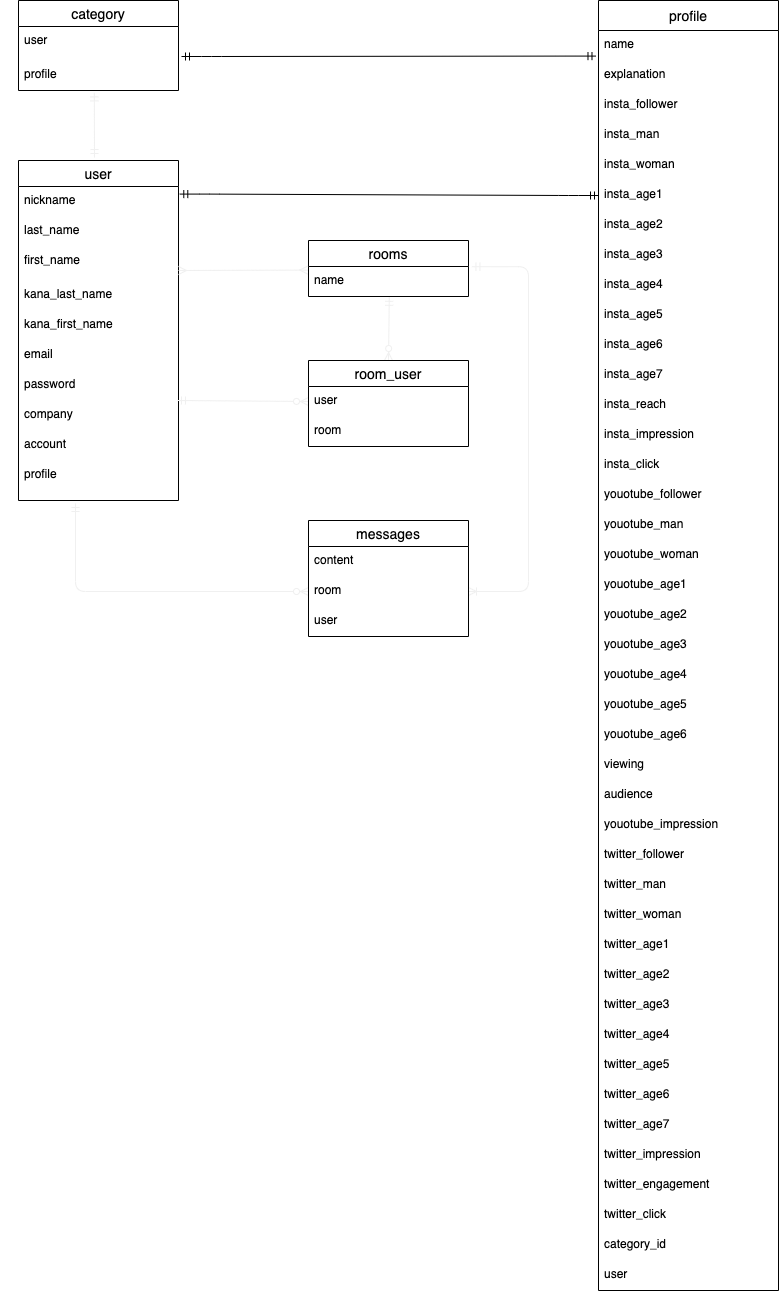 category
user
profile
user
nickname
last_name
first_name
kana_last_name
kana_first_name
email
password
company
account
profile
rooms
name
room_user
user
room
messages
content
room
user
profile
name
explanation
insta_follower
insta_man
insta_woman
insta_age1
insta_age2
insta_age3
insta_age4
insta_age5
insta_age6
insta_age7
insta_reach
insta_impression
insta_click
youotube_follower
youotube_man
youotube_woman
youotube_age1
youotube_age2
youotube_age3
youotube_age4
youotube_age5
youotube_age6
viewing
audience
youotube_impression
twitter_follower
twitter_man
twitter_woman
twitter_age1
twitter_age2
twitter_age3
twitter_age4
twitter_age5
twitter_age6
twitter_age7
twitter_impression
twitter_engagement
twitter_click
category_id
user